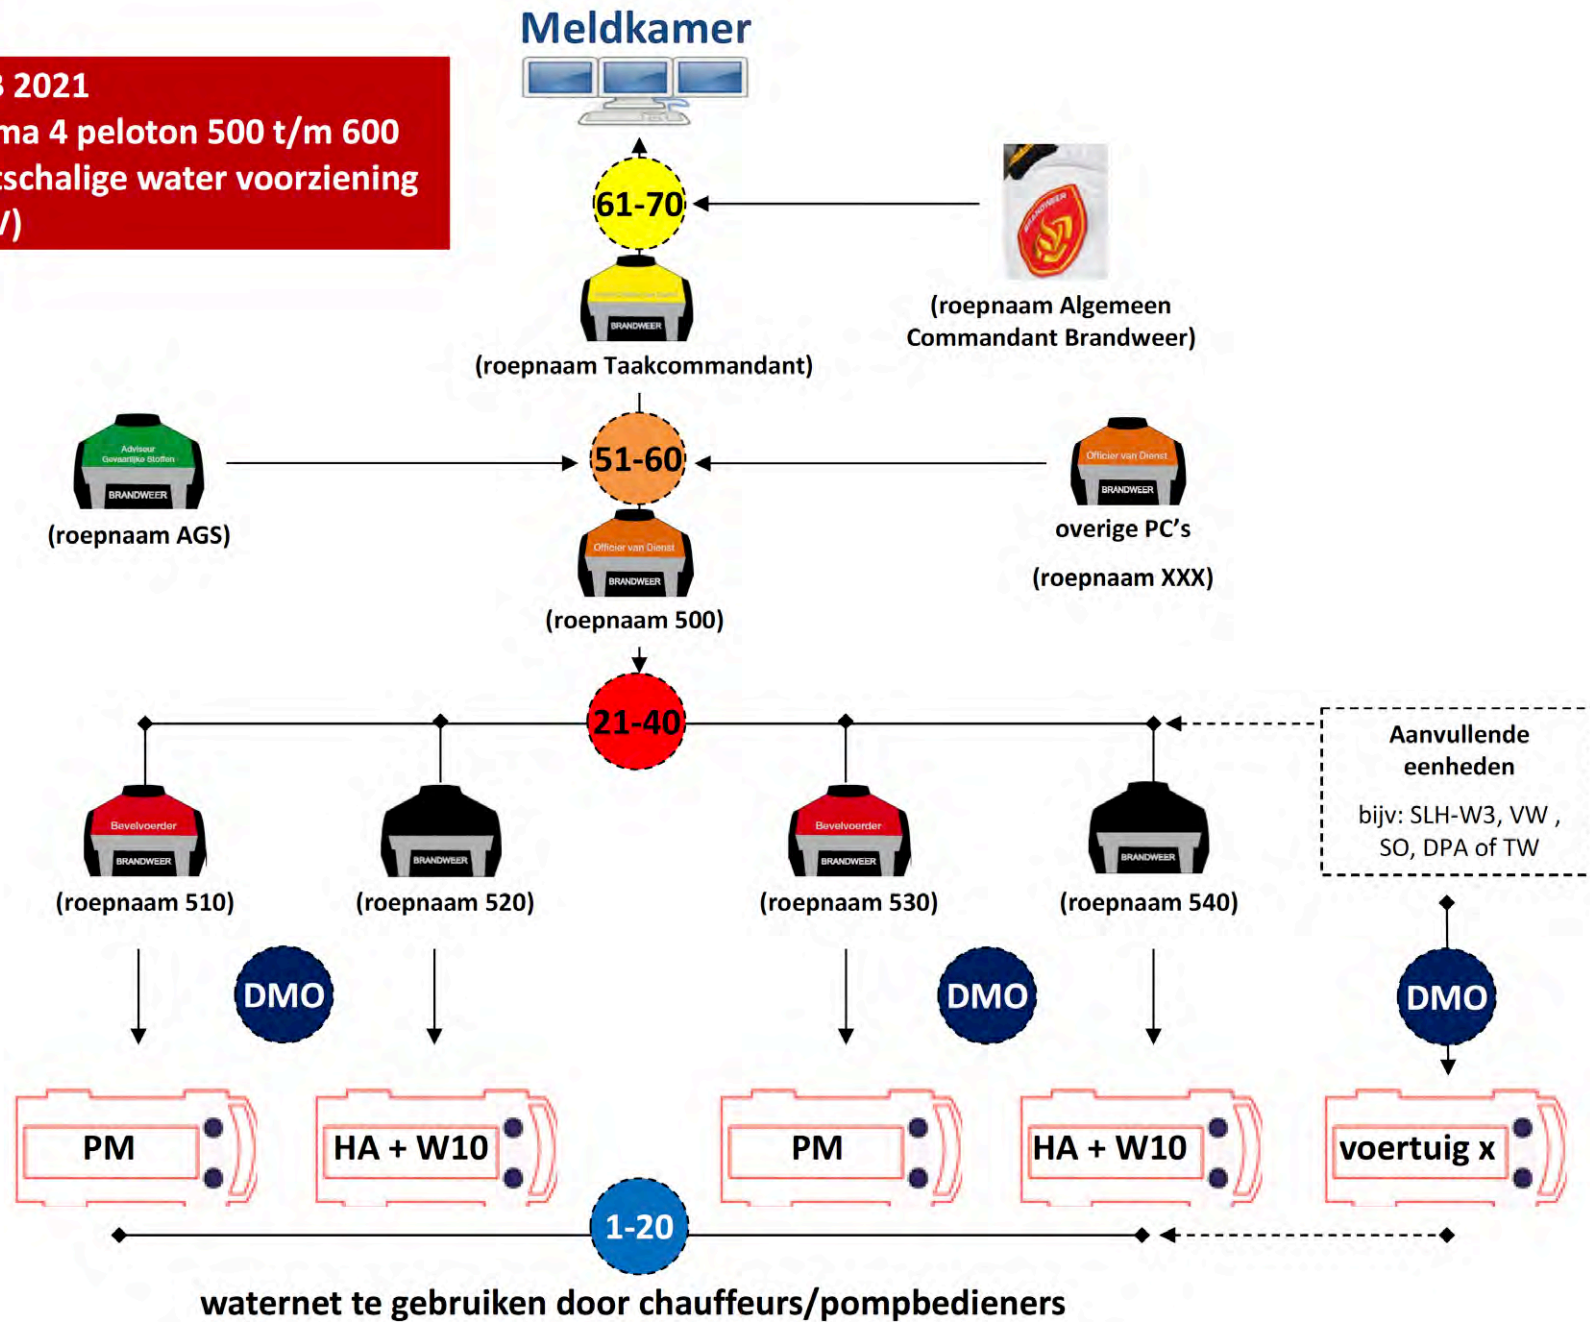 Meldkamer
3 2021
ma 4 peloton 500 t/m 600
tschalige water voorziening
V)
61-70
BRANDWEER
BRANDWEER
(roepnaam Algemeen
Commandant Brandweer)
(roepnaam Taakcommandant)
Adviseur
Gevaarlijke Stoffen
BRANDWEER
(roepnaam AGS)
51-60
Officier van Dienst
BRANDWEER
(roepnaam 500)
Officier van Dienst
BRANDWEER
overige PC's
(roepnaam XXX)
21-40
Aanvullende
eenheden
bijv: SLH-W3, VW ,
SO, DPA of TW
Bevelvoerder
BRANDWEER
(roepnaam 510)
BRANDWEER
(roepnaam 520)
Bevelvoerder
BRANDWEER
(roepnaam 530)
BRANDWEER
(roepnaam 540)
DMO
DMO
DMO
PM
HA + W10
PM
HA + W10
voertuig x
1-20
waternet te gebruiken door chauffeurs/pompbedieners